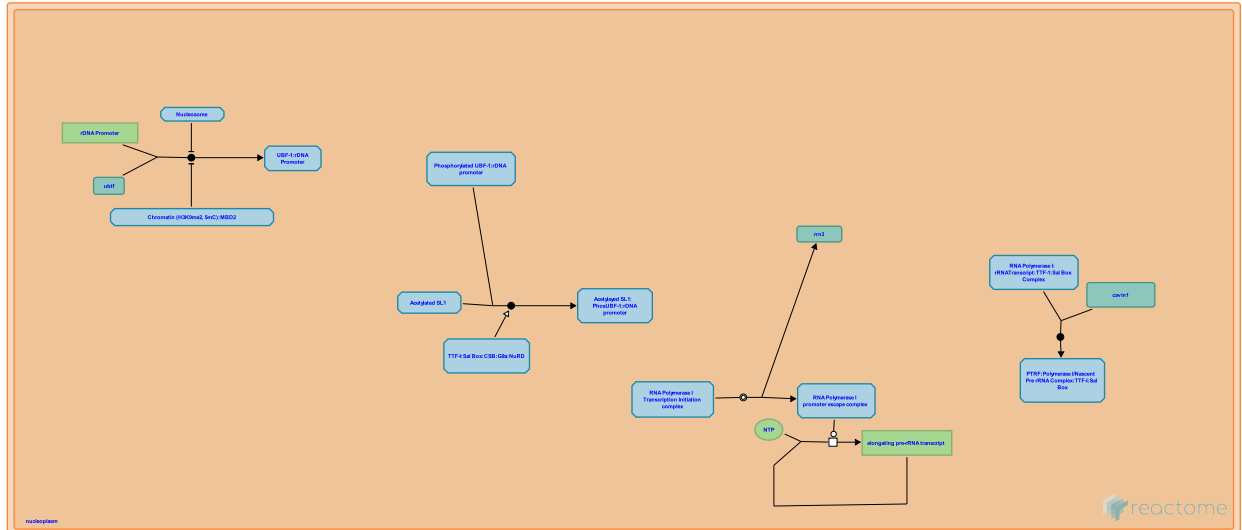 Nucleosome
rDNA Promoter
UBF-1:rDNA
Promoter
ubtf
Chromatin (H3K9me2, 5mC):MBD2
Phosphorylated UBF-1:rDNA
promoter
Acetylated SL1
Acetylayed SL1:
PhosUBF-1:rDNA
promoter
TTF-I:Sal Box:CSB:G9a:NuRD
rrn3
RNA Polymerase I
Transcription Initiation
complex
RNA Polymerase I
promoter escape complex
NTP
elongating pre-rRNA transcript
RNA Polymerase I:
rRNA Transcript:TTF-1:Sal Box
Complex
cavin1
PTRF:Polymerase I/Nascent
Pre rRNA Complex:TTF-I:Sal
Box
nucleoplasm
reactome